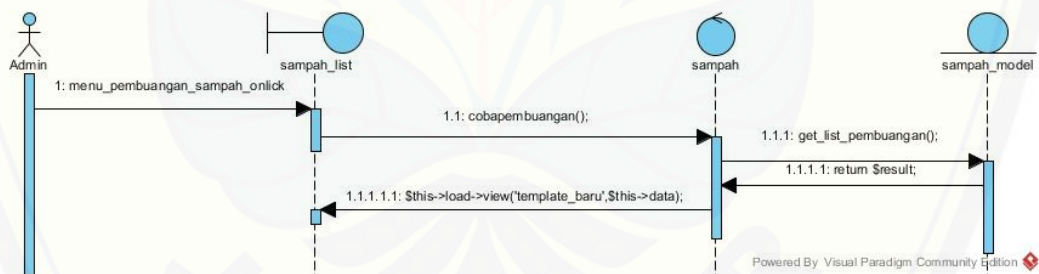 Admin
sampah_list
sampah
sampah_model
1: menu_pembuangan_sampah_onlick
1.1: cobapembuangan();
1.1.1: get_list_pembuangan();
1.1.1.1: return $result;
1.1.1.1.1: $this->load->view('template_baru',$this->data);
Powered By Visual Paradigm Community Edition